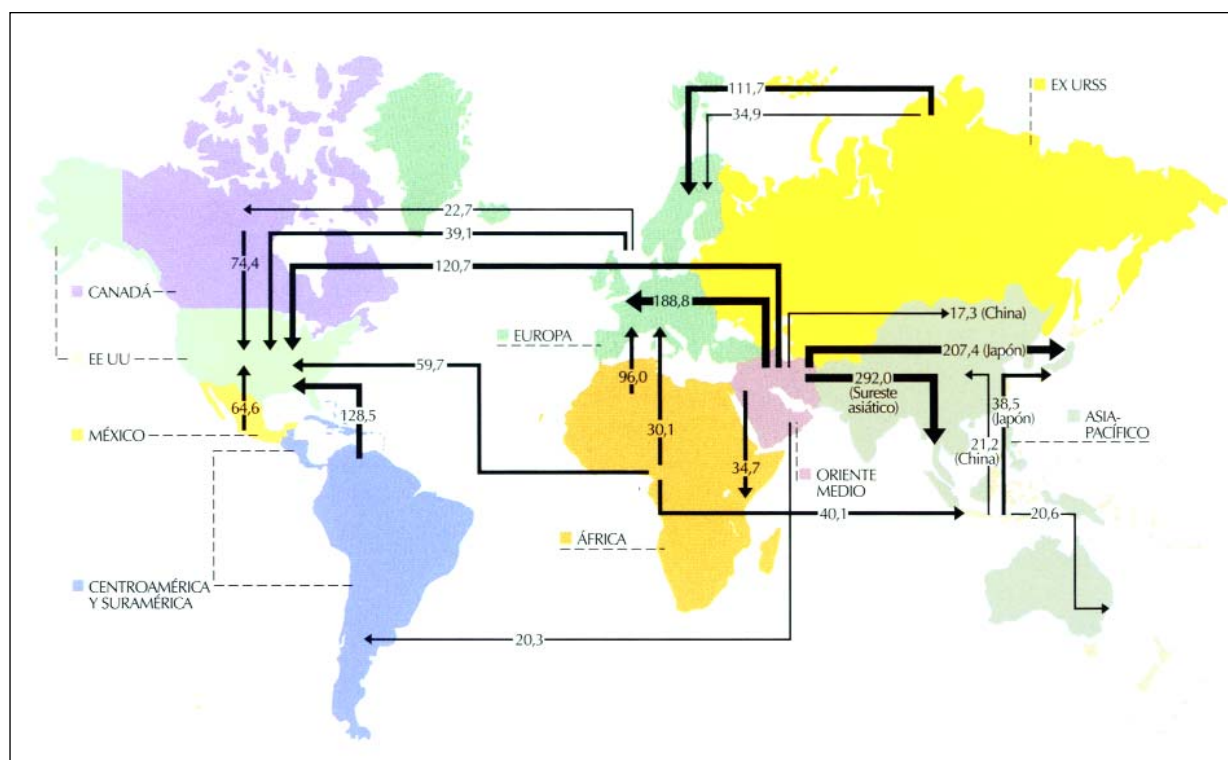 111,7
EX URSS
34,9
22,7
39,1
74,4
120,7
CANADÁ
188,8
17,3 (China)
EUROPA
207,4 (Japón)
EE UU
59,7
96,0
292,0
(Sureste
asiático)
64,6
128,5
38,5
(Japón)
ASIA-
PACÍFICO
MÉXICO
30,1
21,2
(China)
34,7
ORIENTE
MEDIO
40,1
20,6
ÁFRICA
CENTROAMÉRICA
Y SURAMÉRICA
20,3